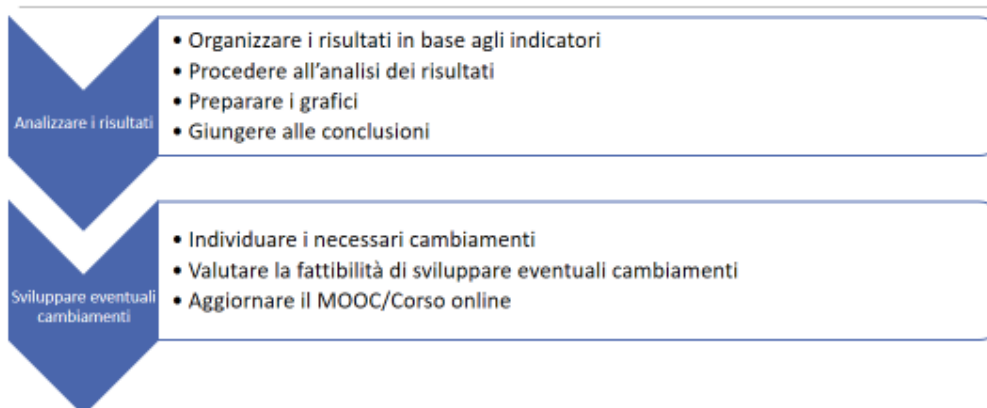 Analizzare i risultati
• Organizzare i risultati in base agli indicatori
• Procedere all'analisi dei risultati
• Preparare i grafici
• Giungere alle conclusioni
Sviluppare eventuali
cambiamenti
• Individuare i necessari cambiamenti
• Valutare la fattibilità di sviluppare eventuali cambiamenti
• Aggiornare il MOOC/Corso online